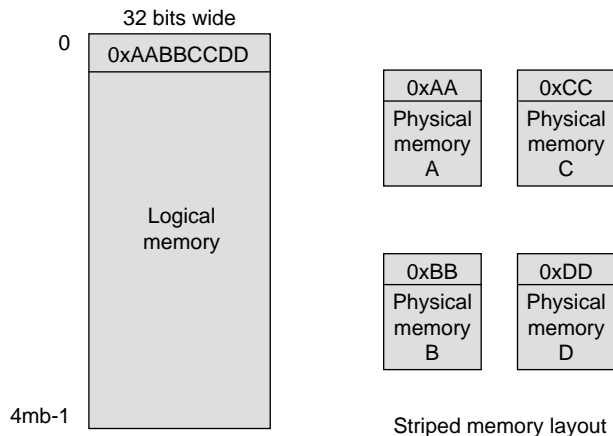 32 bits wide
0
0xAABBCCDD
Logical
memory
4mb-1
0xAA
Physical
memory
A
0xCC
Physical
memory
C
0xBB
Physical
memory
B
0xDD
Physical
memory
D
Striped memory layout